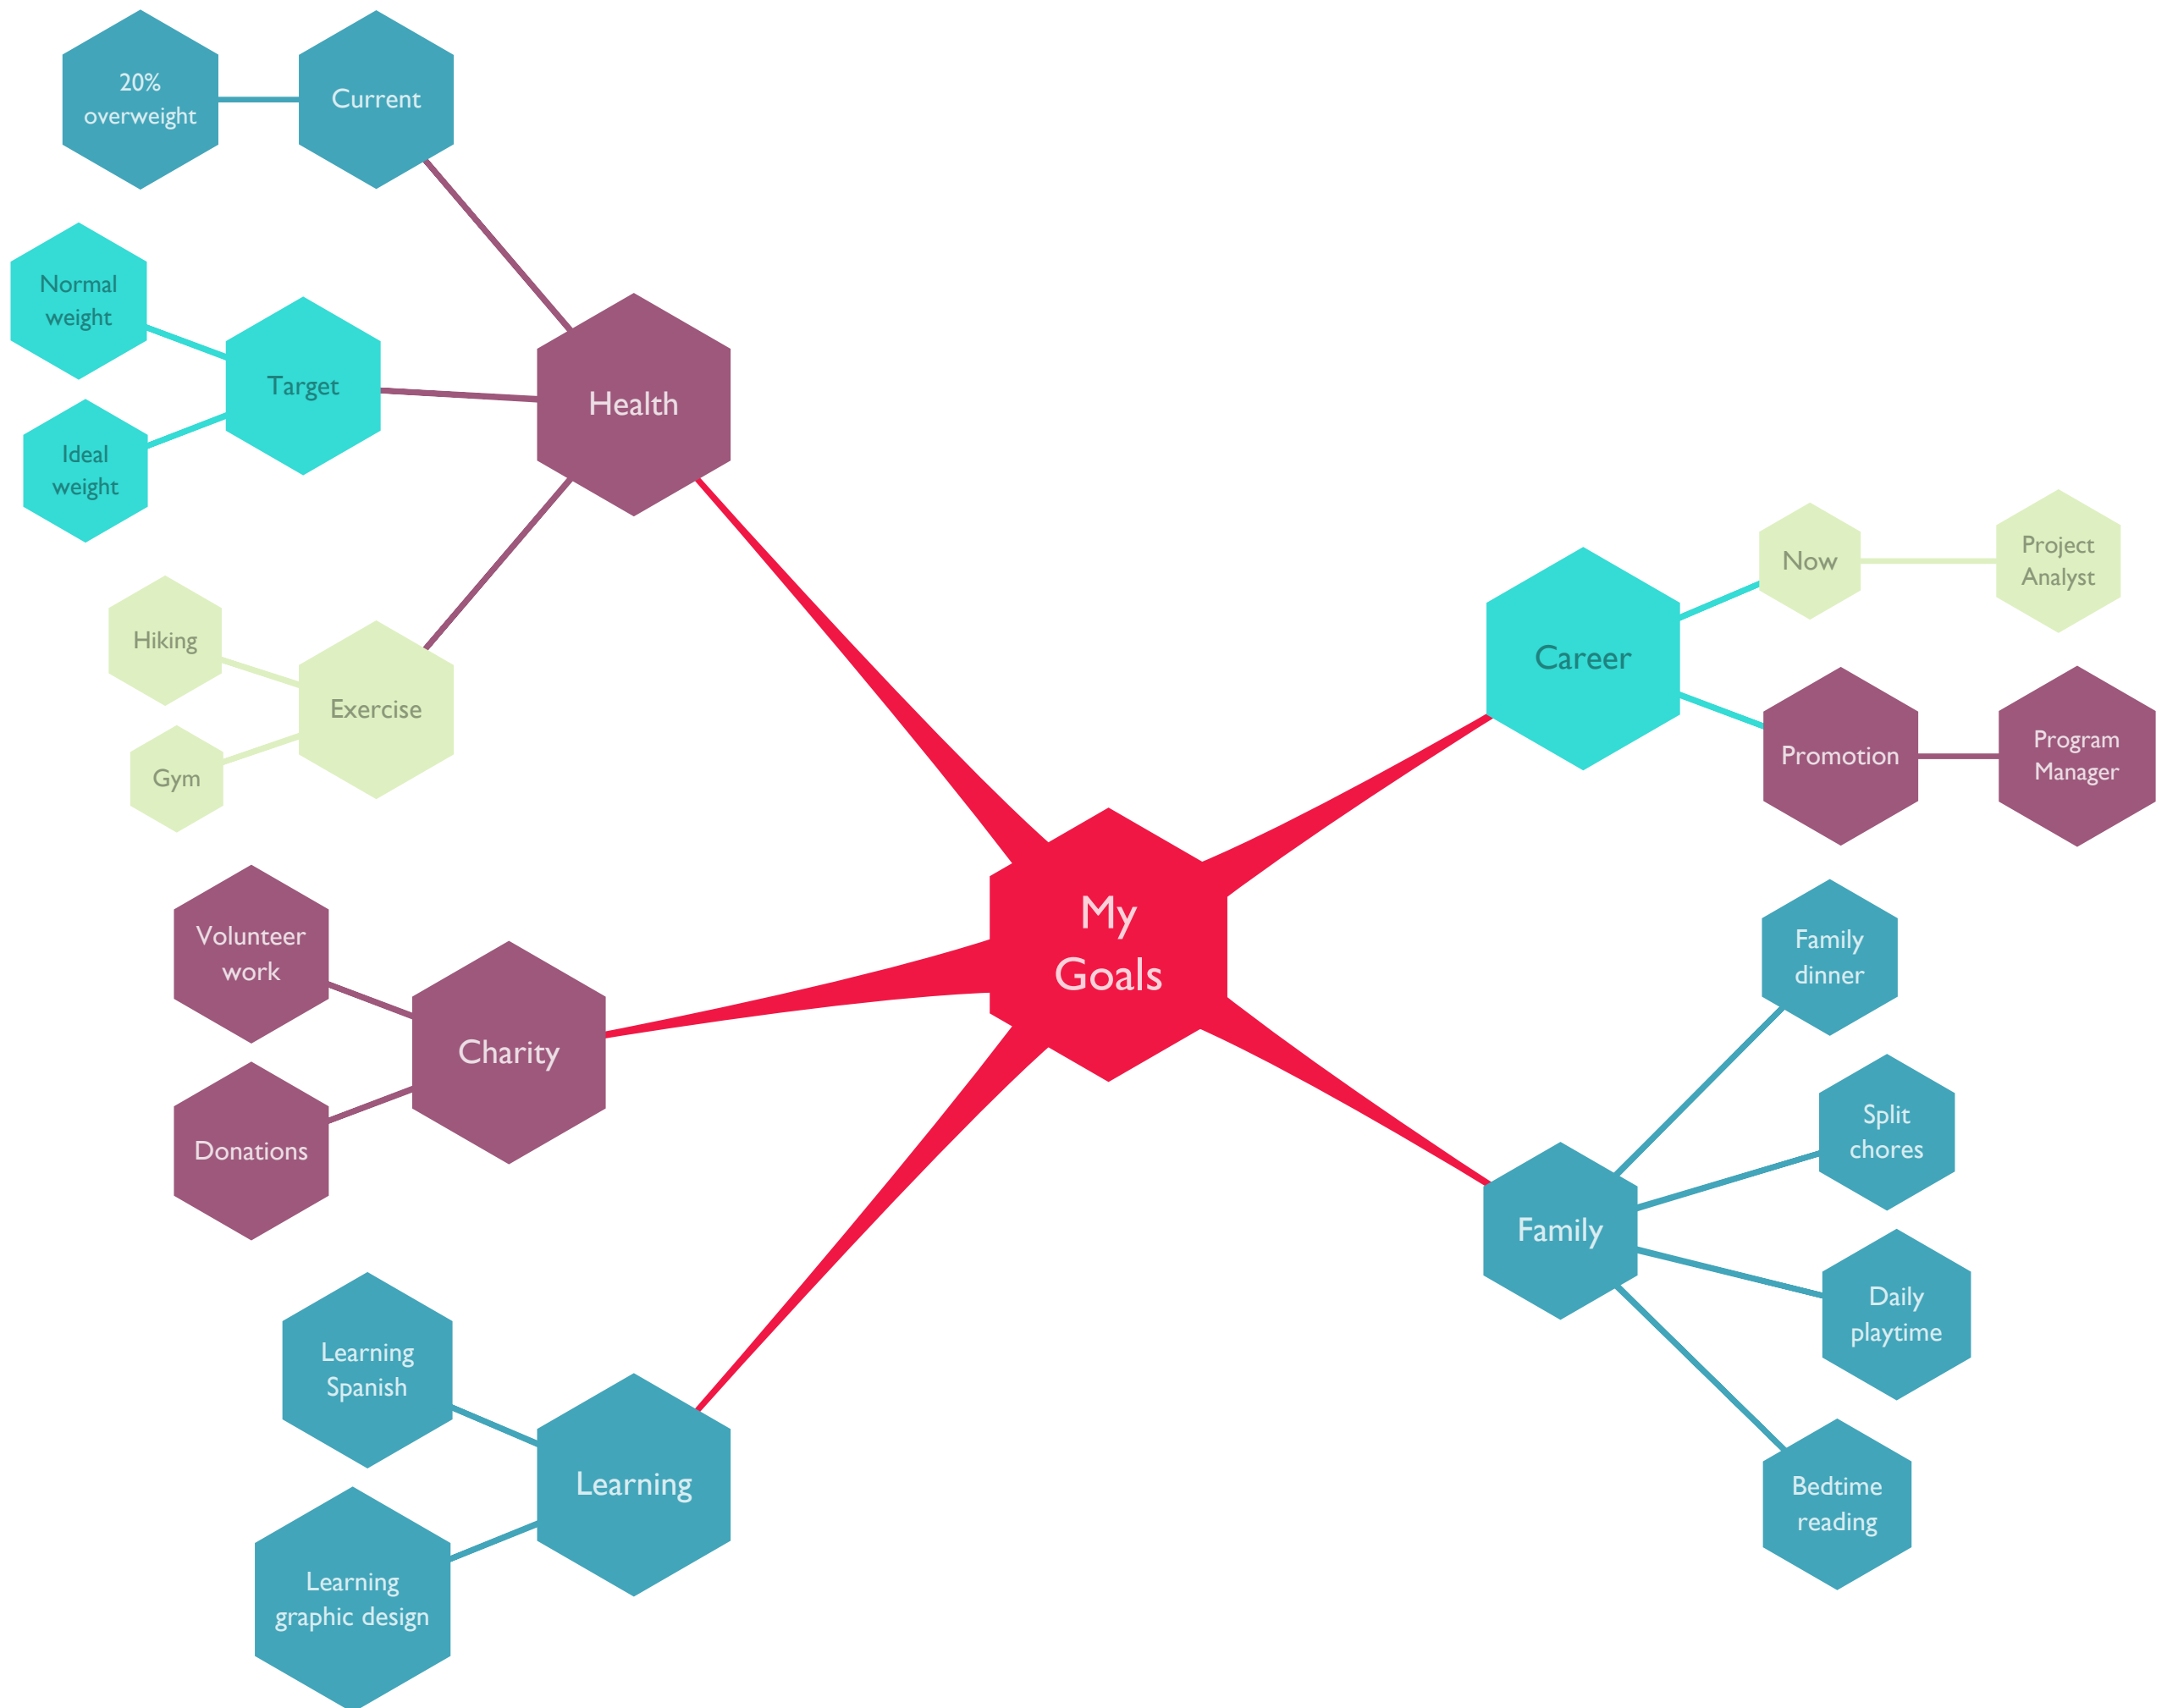 My
Goals
Health
Current
20%
overweight
Target
Normal
weight
Ideal
weight
Exercise
Hiking
Gym
Charity
Volunteer
work
Donations
Learning
Learning
Spanish
Learning
graphic design
Career
Now
Project
Analyst
Promotion
Program
Manager
Family
Family
dinner
Split
chores
Daily
playtime
Bedtime
reading